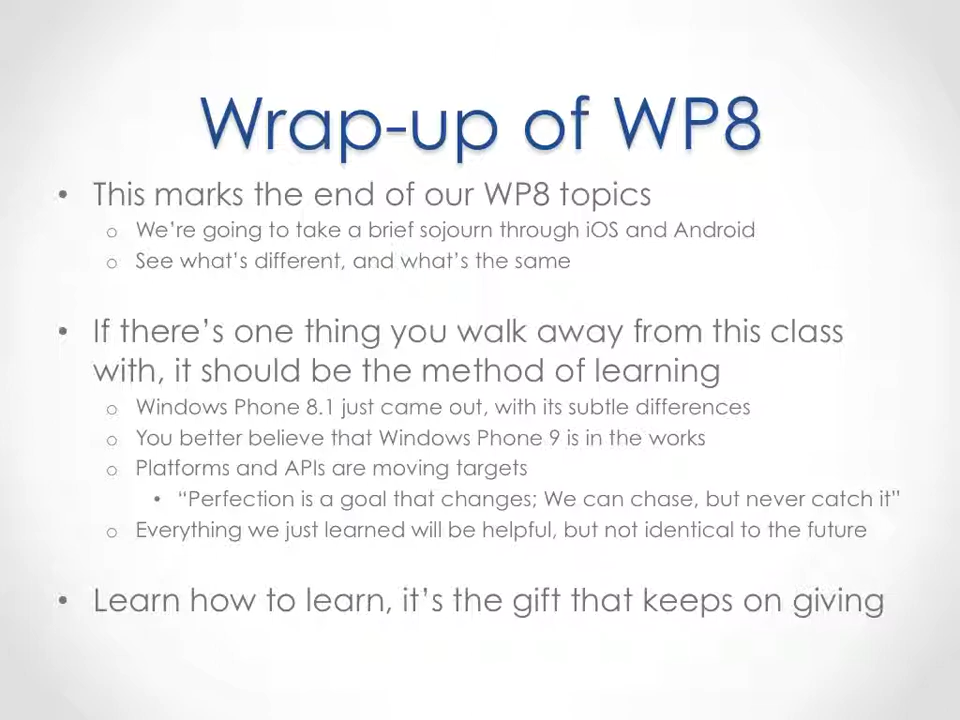 Wrap-up of WP8
• This marks the end of our WP8 topics
o We're going to take a brief sojourn through iOS and Android
o See what's different, and what's the same
• If there's one thing you walk away from this class
with, it should be the method of learning
o Windows Phone 8.1 just came out, with its subtle differences
o You better believe that Windows Phone 9 is in the works
o Platforms and APIs are moving targets
• “Perfection is a goal that changes; We can chase, but never catch it”
o Everything we just learned will be helpful, but not identical to the future
• Learn how to learn, it's the gift that keeps on giving